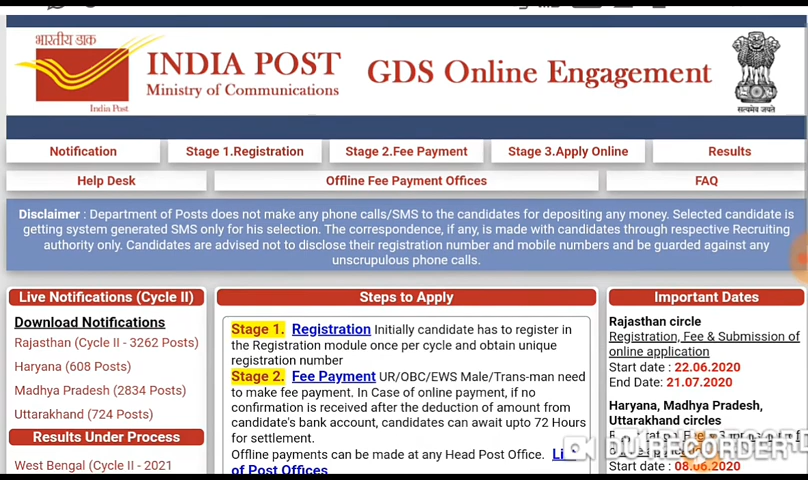 भारतीय डाक
India Post
INDIA POST
Ministry of Communications
GDS Online Engagement
सत्यमेव जयते
Notification
Stage 1.Registration
Stage 2.Fee Payment
Stage 3.Apply Online
Results
Help Desk
Offline Fee Payment Offices
FAQ
Disclaimer : Department of Posts does not make any phone calls/SMS to the candidates for depositing any money. Selected candidate is
getting system generated SMS only for his selection. The correspondence, if any, is made with candidates through respective Recruiting
authority only. Candidates are advised not to disclose their registration number and mobile numbers and be guarded against any
unscrupulous phone calls.
Live Notifications (Cycle II)
Download Notifications
Rajasthan (Cycle II - 3262 Posts)
Haryana (608 Posts)
Madhya Pradesh (2834 Posts)
Uttarakhand (724 Posts)
Results Under Process
West Bengal (Cycle II - 2021
Steps to Apply
Stage 1. Registration Initially candidate has to register in
the Registration module once per cycle and obtain unique
registration number
Stage 2. Fee Payment UR/OBC/EWS Male/Trans-man need
to make fee payment. In Case of online payment, if no
confirmation is received after the deduction of amount from
candidate's bank account, candidates can await upto 72 Hours
for settlement.
Offline payments can be made at any Head Post Office.
of Post Offices
Important Dates
Rajasthan circle
Registration, Fee & Submission of
online application
Start date : 22.06.2020
End Date: 21.07.2020
Haryana, Madhya Pradesh,
Uttarakhand circles
Start date : 08.06.2020
DU RECORDER